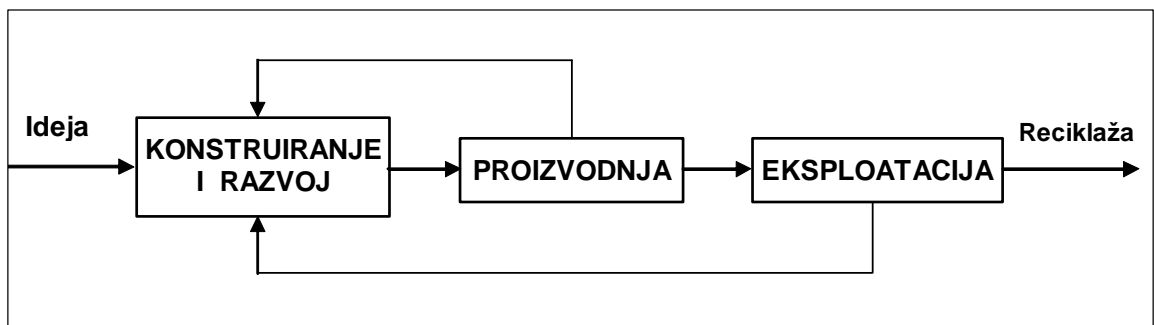 Ideja
KONSTRUIRANJE
I RAZVOJ
PROIZVODNJA
EKSPLOATACIJA
Reciklaža